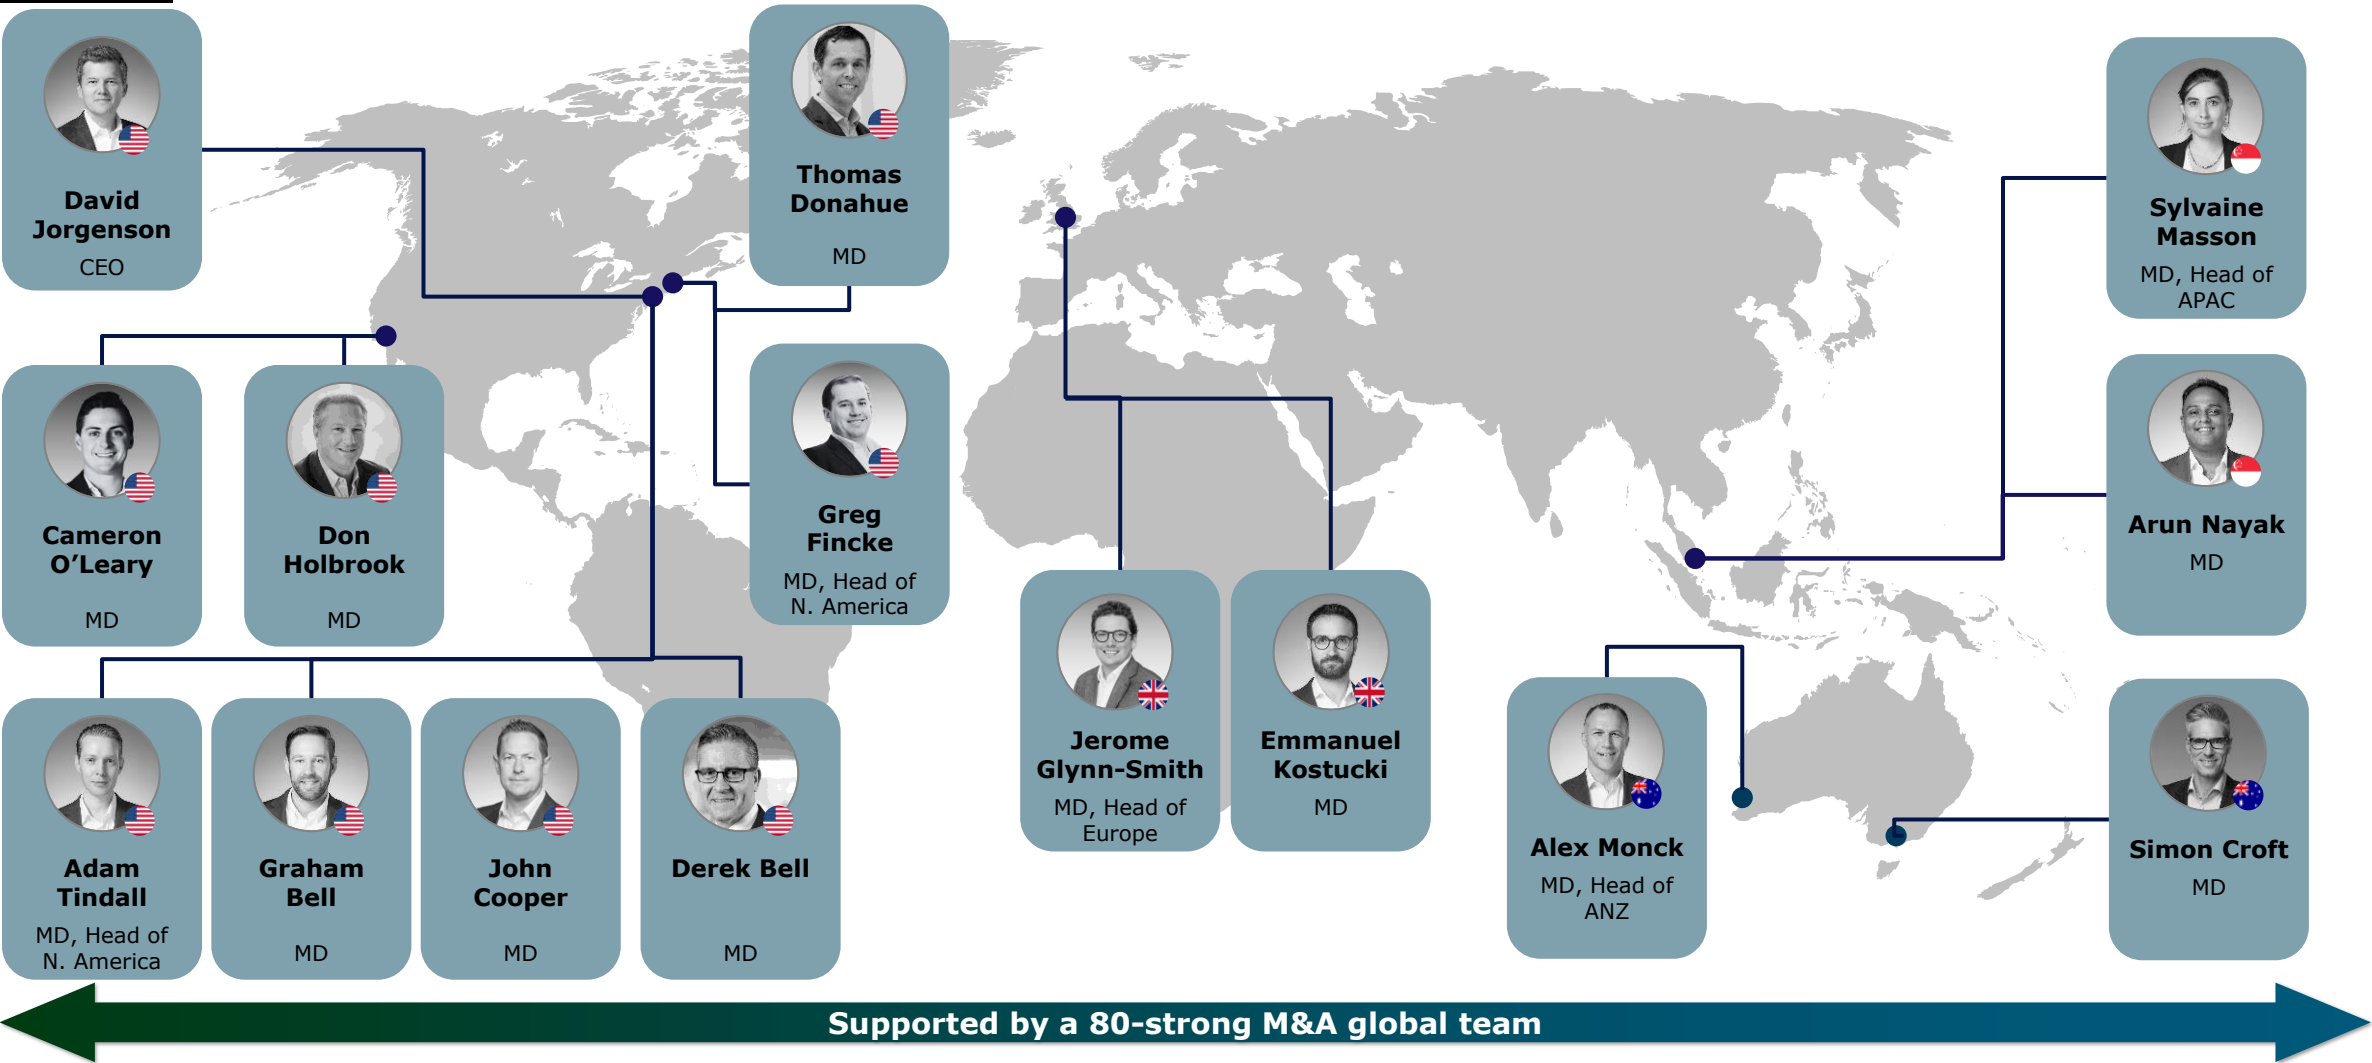 David
Jorgenson
CEO
Thomas
Donahue
MD
Sylvaine
Masson
MD, Head of
APAC
Cameron
O’Leary
MD
Don
Holbrook
MD
Greg
Fincke
MD, Head of
N. America
Arun Nayak
MD
Adam
Tindall
MD, Head of
N. America
Graham
Bell
MD
John
Cooper
MD
Derek Bell
MD
Jerome
Glynn-Smith
MD, Head of
Europe
Emmanuel
Kostucki
MD
Alex Monck
MD, Head of
ANZ
Simon Croft
MD
Supported by a 80-strong M&A global team